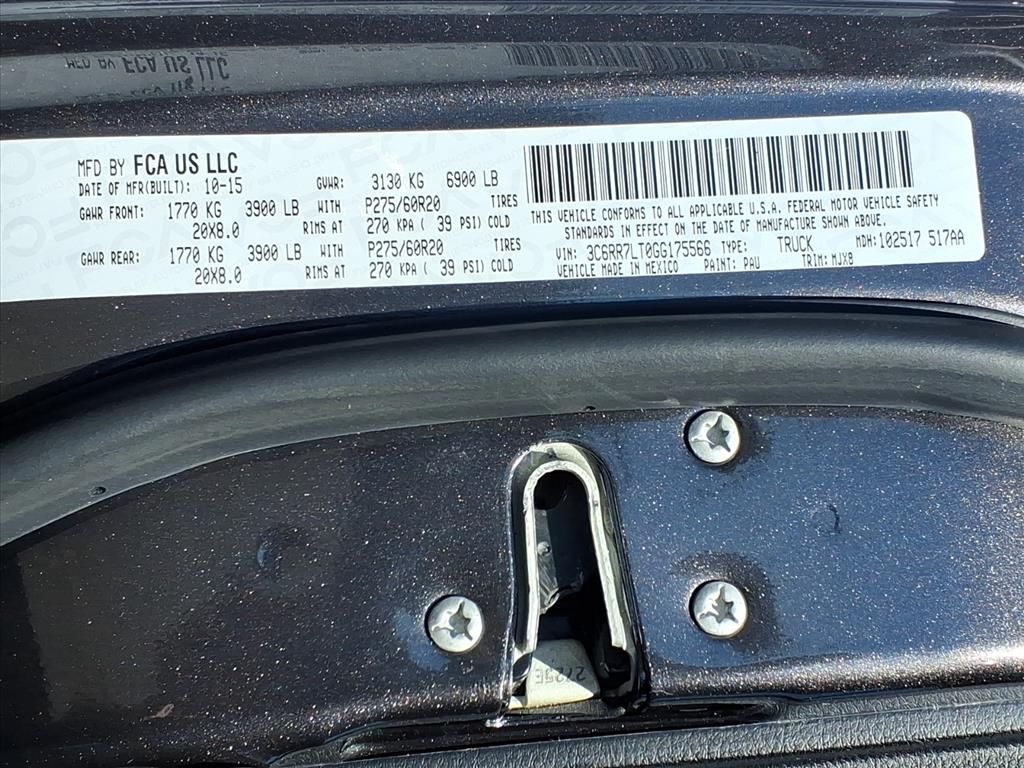 MFD BY FCA US LLC
DATE OF MFR(BUILT): 10-15 GVWR: 3130 KG 6900 LB
GAWR FRONT: 1770 KG 3900 LB WITH P275/60R20 TIRES
20X8.0 RIMS AT 270 KPA ( 39 PSI) COLD
GAWR REAR: 1770 KG 3900 LB WITH P275/60R20 TIRES
20X8.0 RIMS AT 270 KPA ( 39 PSI) COLD
THIS VEHICLE CONFORMS TO ALL APPLICABLE U.S.A. FEDERAL MOTOR VEHICLE SAFETY
STANDARDS IN EFFECT ON THE DATE OF MANUFACTURE SHOWN ABOVE.
VIN: 3C6RR7LT0GG175566 TYPE: TRUCK MDH: 102517 517AA
VEHICLE MADE IN MEXICO PAINT: PAU TRIM: MJXB